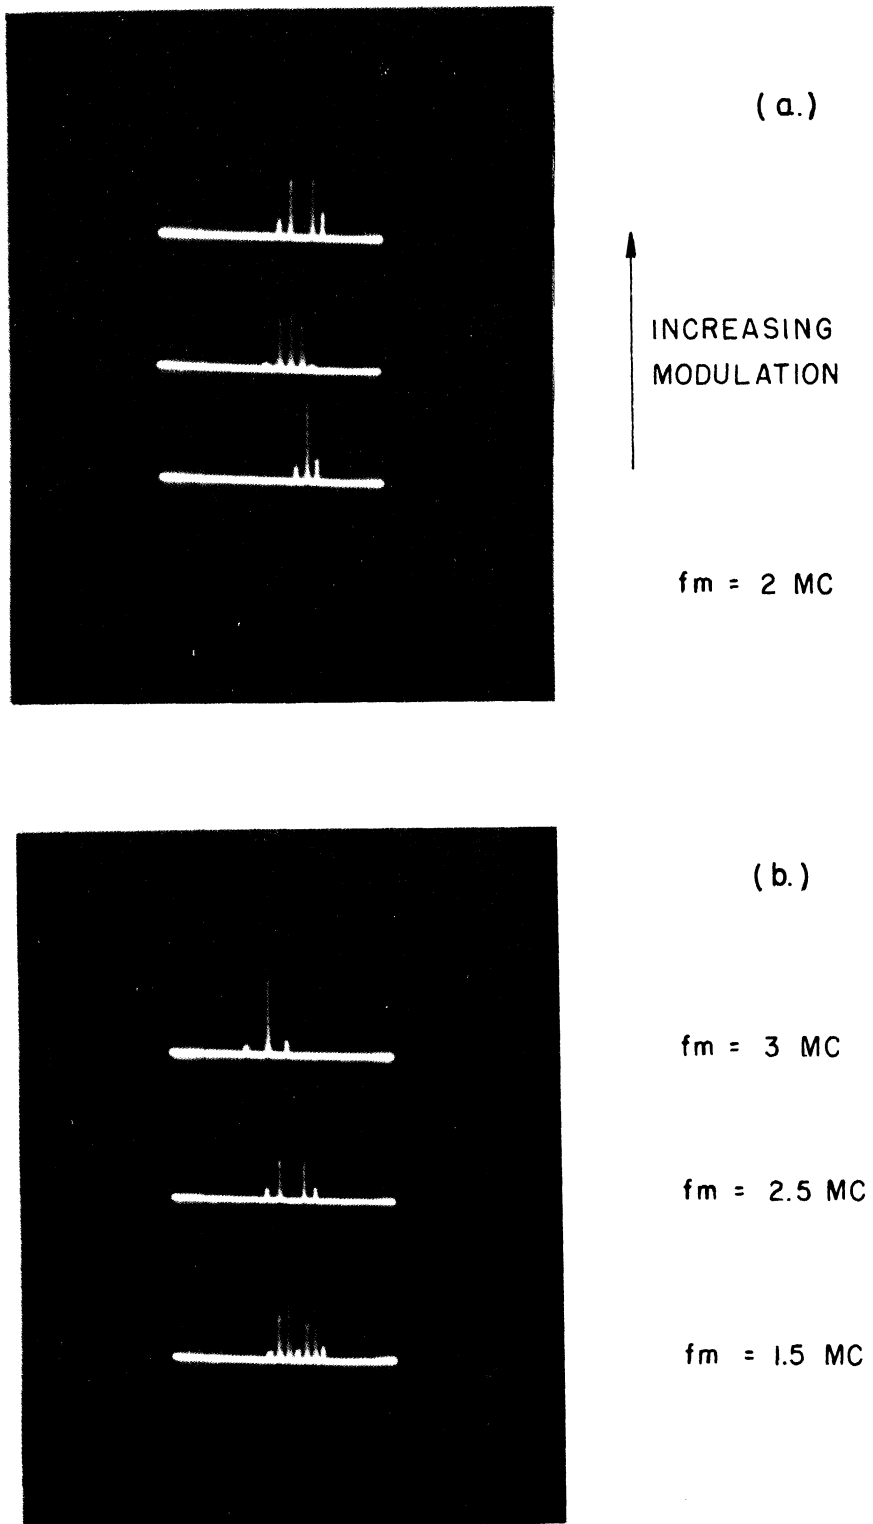 (a.)
INCREASING
MODULATION
fm = 2 MC
(b.)
fm = 3 MC
fm = 2.5 MC
fm = 1.5 MC